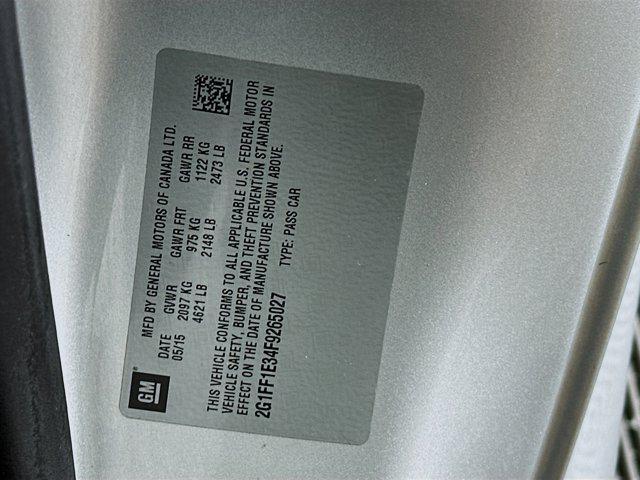 GM®
MFD BY GENERAL MOTORS OF CANADA LTD.
DATE GVWR GAWR FRT GAWR RR
05/15 2097 KG 975 KG 1122 KG
4621 LB 2148 LB 2473 LB
THIS VEHICLE CONFORMS TO ALL APPLICABLE U.S. FEDERAL MOTOR
VEHICLE SAFETY, BUMPER, AND THEFT PREVENTION STANDARDS IN
EFFECT ON THE DATE OF MANUFACTURE SHOWN ABOVE.
2G1FF1E34F9265027 TYPE: PASS CAR